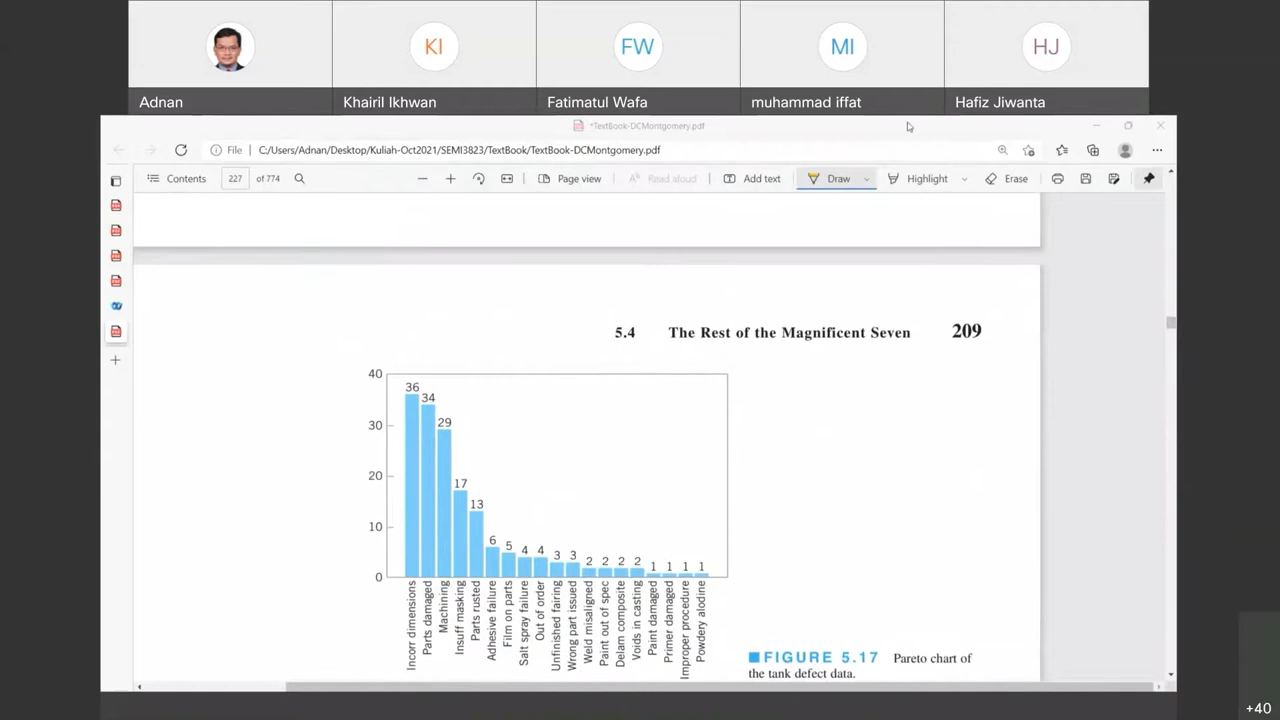 KI FW MI HJ
Adnan Khairil Ikhwan Fatimatul Wafa muhammad iffat Hafiz Jiwanta
*TextBook-DCMontgomery.pdf
File C:/Users/Adnan/Desktop/Kuliah-Oct2021/SEMI3823/TextBook/TextBook-DCMontgomery.pdf
Contents 227 of 774 Page view Read aloud Add text Draw Highlight Erase
5.4 The Rest of the Magnificent Seven 209
40
30
20
10
0
36
34
29
17
13
6
5
4
4
3
3
2
2
2
2
1
1
1
1
Incorr dimensions
Parts damaged
Machining
Insuff masking
Parts rusted
Adhesive failure
Film on parts
Salt spray failure
Out of order
Unfinished fairing
Wrong part issued
Weld misaligned
Paint out of spec
Delam composite
Voids in casting
Paint damaged
Primer damaged
Improper procedure
Powdery alodine
FIGURE 5.17 Pareto chart of
the tank defect data.
+40